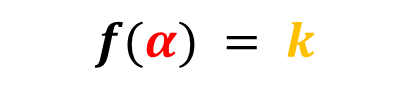 f(α) = k